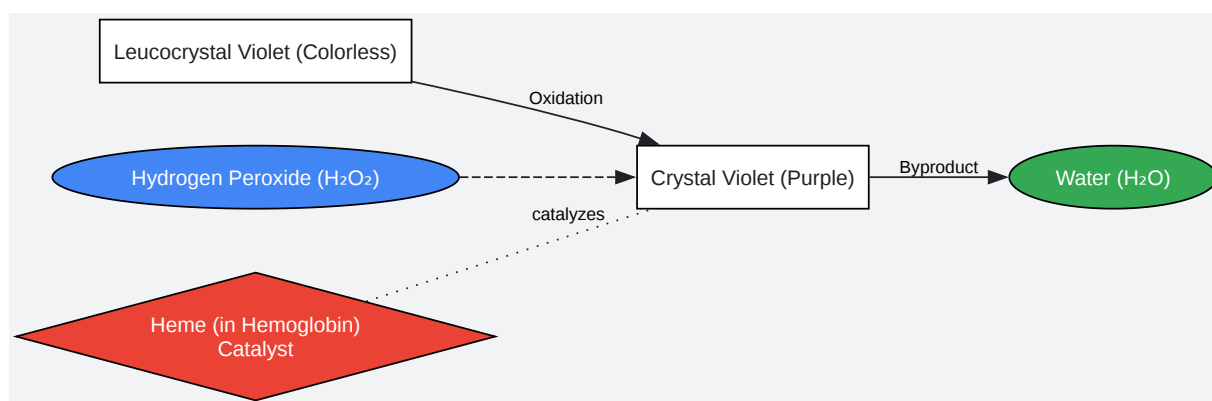 Leucocrystal Violet (Colorless)
Oxidation
Hydrogen Peroxide (H₂O₂)
Crystal Violet (Purple)
Byproduct
Water (H₂O)
catalyzes
Heme (in Hemoglobin)
Catalyst